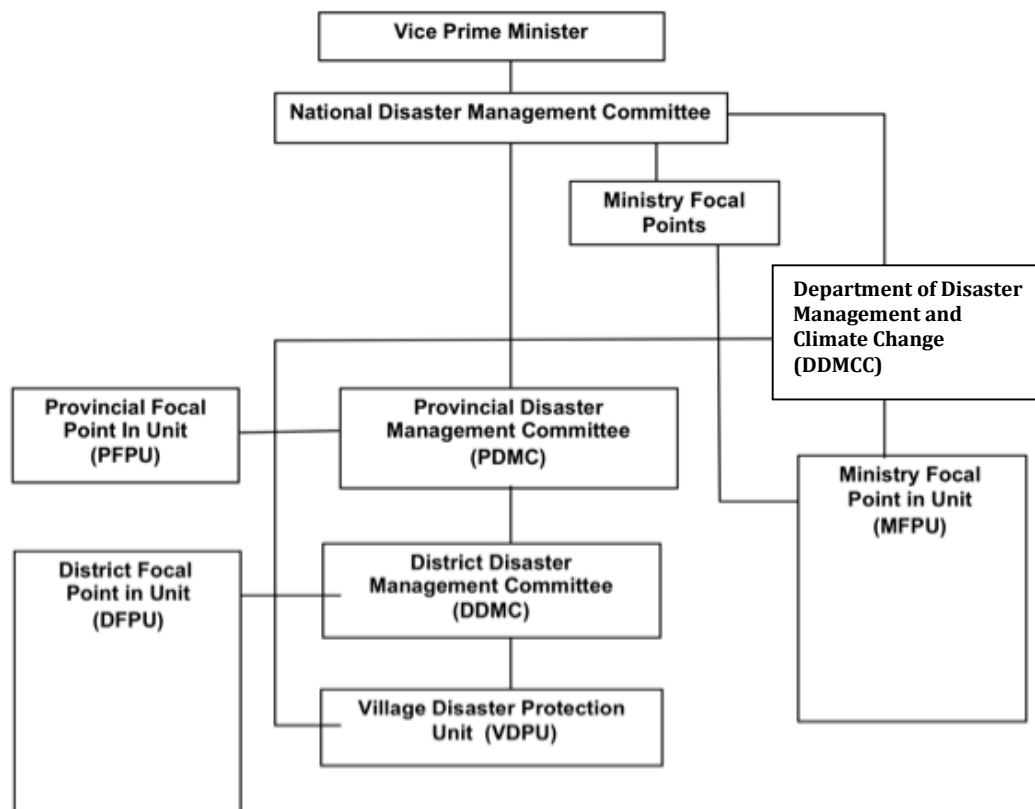 Vice Prime Minister
National Disaster Management Committee
Ministry Focal
Points
Department of Disaster
Management and
Climate Change
(DDMCC)
Provincial Focal
Point In Unit
(PFPU)
Provincial Disaster
Management Committee
(PDMC)
Ministry Focal
Point in Unit
(MFPU)
District Focal
Point in Unit
(DFPU)
District Disaster
Management Committee
(DDMC)
Village Disaster Protection
Unit (VDPU)